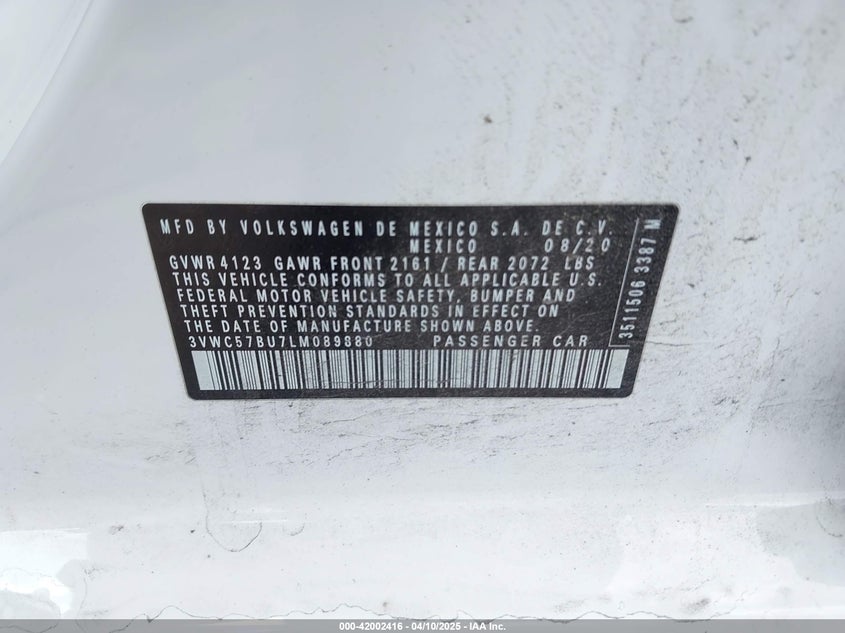 MFD BY VOLKSWAGEN DE MEXICO S.A. DE C.V.
MEXICO 08/20
GVWR 4123 GAWR FRONT 2161 / REAR 2072 LBS
THIS VEHICLE CONFORMS TO ALL APPLICABLE U.S.
FEDERAL MOTOR VEHICLE SAFETY, BUMPER AND
THEFT PREVENTION STANDARDS IN EFFECT ON
THE DATE OF MANUFACTURE SHOWN ABOVE.
3VWC57BU7LM089880 PASSENGER CAR
3511506 3387 M
000-42002416 - 04/10/2025 - IAA Inc.